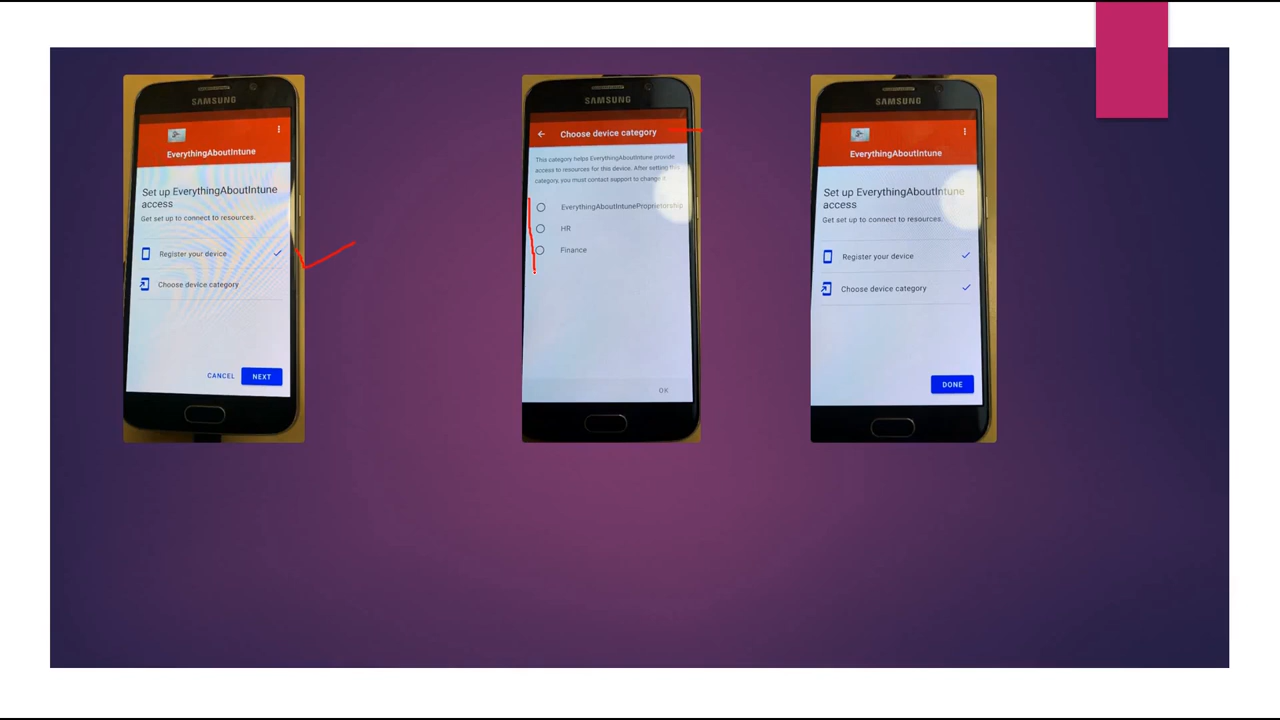 SAMSUNG
EverythingAboutIntune
Set up EverythingAboutIntune
access
Get set up to connect to resources.
Register your device
Choose device category
CANCEL NEXT
SAMSUNG
Choose device category
This category helps EverythingAboutIntune provide
access to resources for this device. After setting this
category, you must contact support to change it.
EverythingAboutIntuneProprietorship
HR
Finance
OK
SAMSUNG
EverythingAboutIntune
Set up EverythingAboutIntune
access
Get set up to connect to resources.
Register your device
Choose device category
DONE